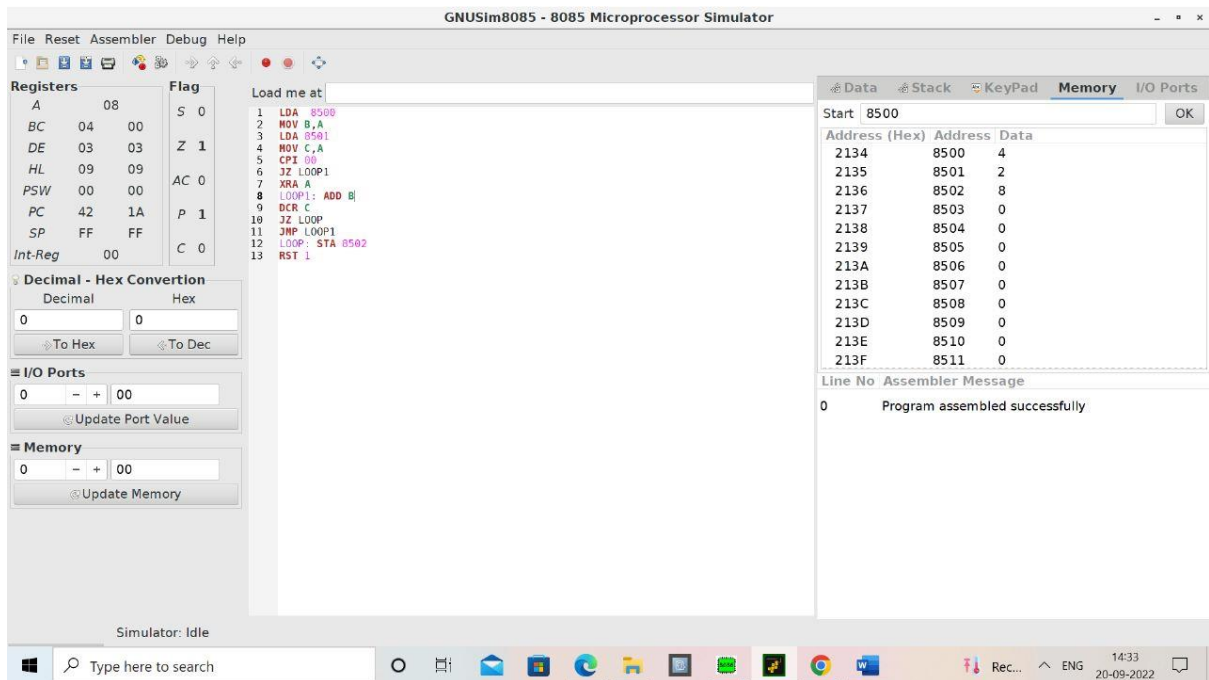 GNUSim8085 - 8085 Microprocessor Simulator
File Reset Assembler Debug Help
Registers
A 08
BC 04 00
DE 03 03
HL 09 09
PSW 00 00
PC 42 1A
SP FF FF
Int-Reg 00
Flag
S 0
Z 1
AC 0
P 1
C 0
Decimal - Hex Convertion
Decimal Hex
0 0
To Hex To Dec
I/O Ports
0 - + 00
Update Port Value
Memory
0 - + 00
Update Memory
Load me at
1 LDA 8500
2 MOV B,A
3 LDA 8501
4 MOV C,A
5 CPI 00
6 JZ LOOP1
7 XRA A
8 LOOP1: ADD B
9 DCR C
10 JZ LOOP
11 JMP LOOP1
12 LOOP: STA 8502
13 RST 1
Data Stack KeyPad Memory I/O Ports
Start 8500 OK
Address (Hex) Address Data
2134 8500 4
2135 8501 2
2136 8502 8
2137 8503 0
2138 8504 0
2139 8505 0
213A 8506 0
213B 8507 0
213C 8508 0
213D 8509 0
213E 8510 0
213F 8511 0
Line No Assembler Message
0 Program assembled successfully
Simulator: Idle
Type here to search
Rec... ENG 14:33
20-09-2022